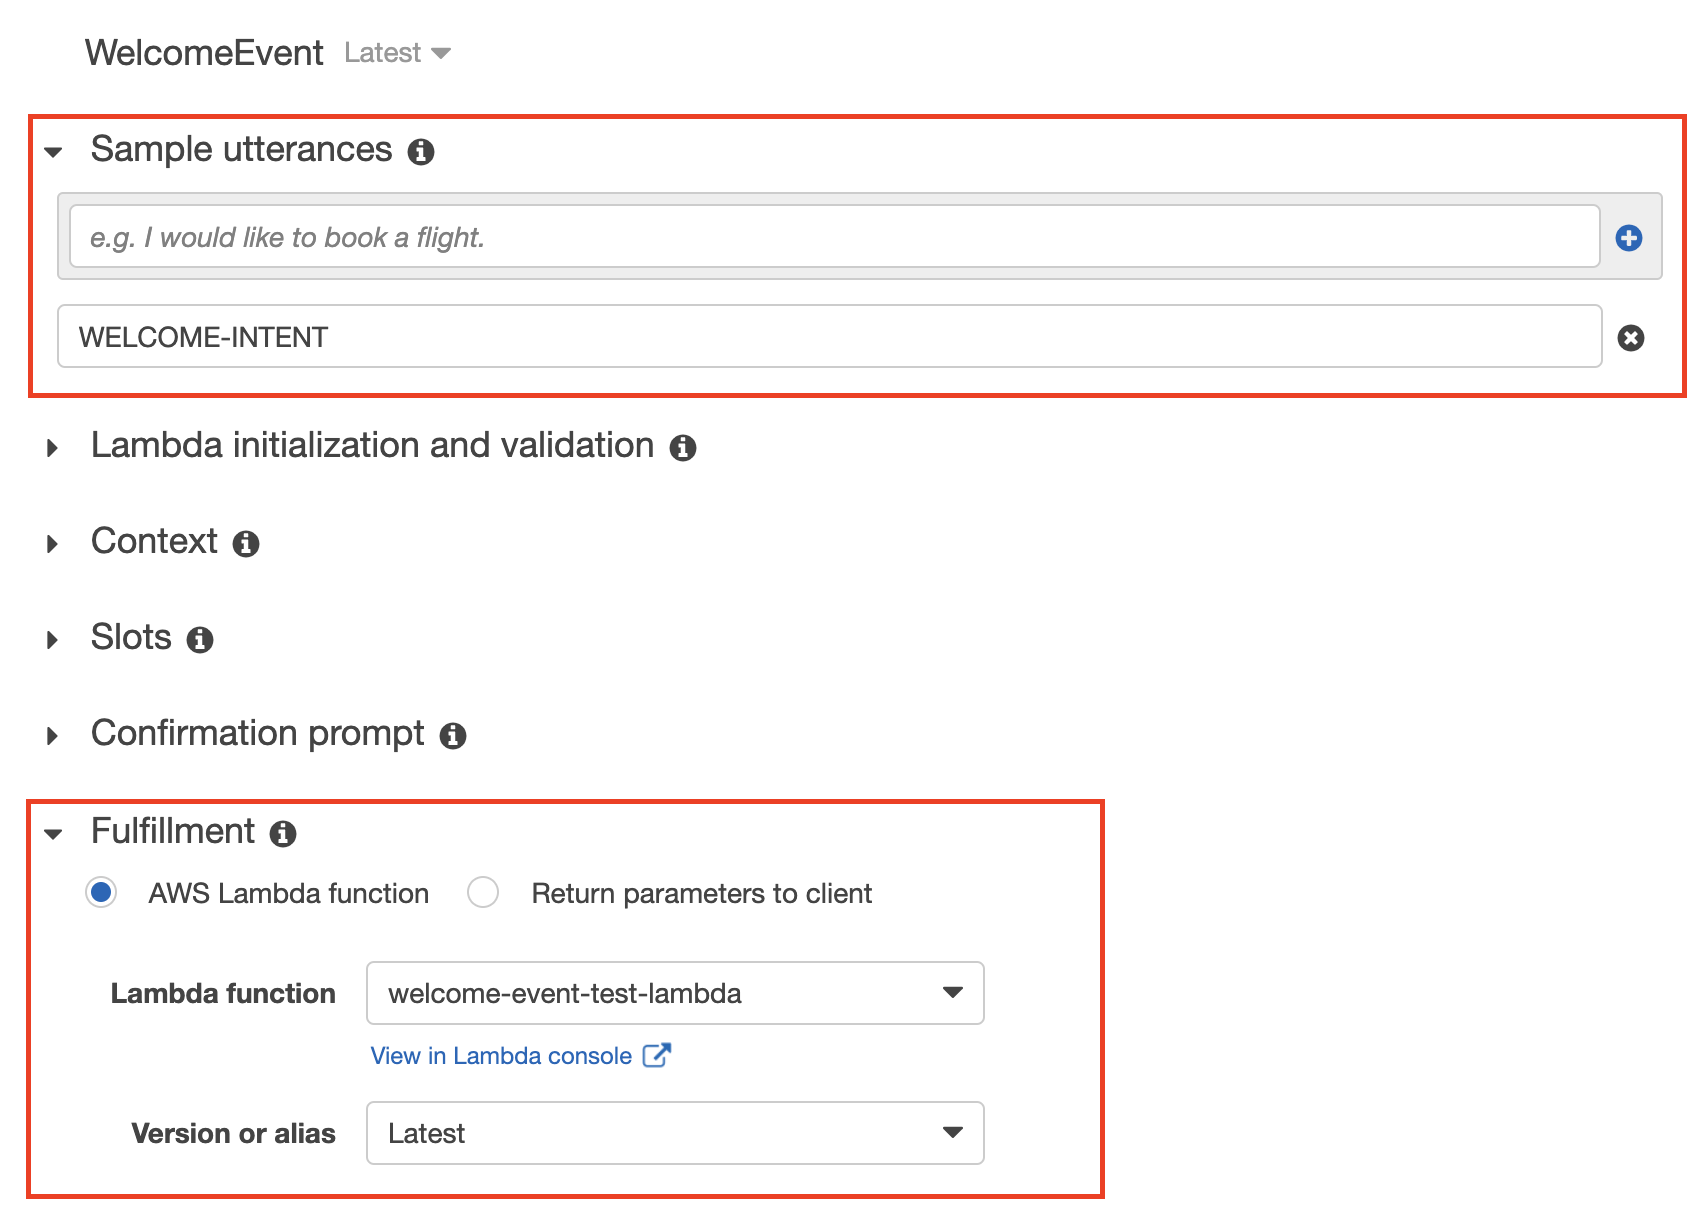 WelcomeEvent Latest
Sample utterances
e.g. I would like to book a flight.
WELCOME-INTENT
Lambda initialization and validation
Context
Slots
Confirmation prompt
Fulfillment
AWS Lambda function Return parameters to client
Lambda function welcome-event-test-lambda
View in Lambda console
Version or alias Latest